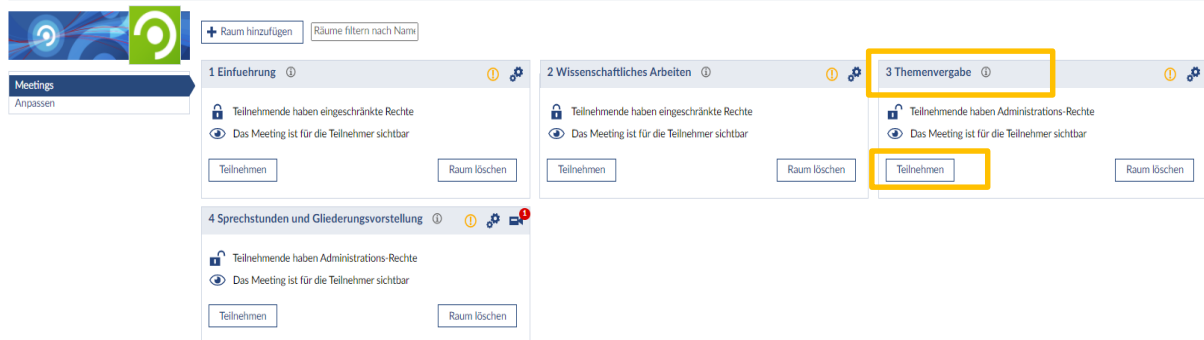 Raum hinzufügen
Räume filtern nach Name
Meetings
Anpassen
1 Einfuehrung
Teilnehmende haben eingeschränkte Rechte
Das Meeting ist für die Teilnehmer sichtbar
Teilnehmen
Raum löschen
2 Wissenschaftliches Arbeiten
Teilnehmende haben eingeschränkte Rechte
Das Meeting ist für die Teilnehmer sichtbar
Teilnehmen
Raum löschen
3 Themenvergabe
Teilnehmende haben Administrations-Rechte
Das Meeting ist für die Teilnehmer sichtbar
Teilnehmen
Raum löschen
4 Sprechstunden und Gliederungsvorstellung
1
Teilnehmende haben Administrations-Rechte
Das Meeting ist für die Teilnehmer sichtbar
Teilnehmen
Raum löschen